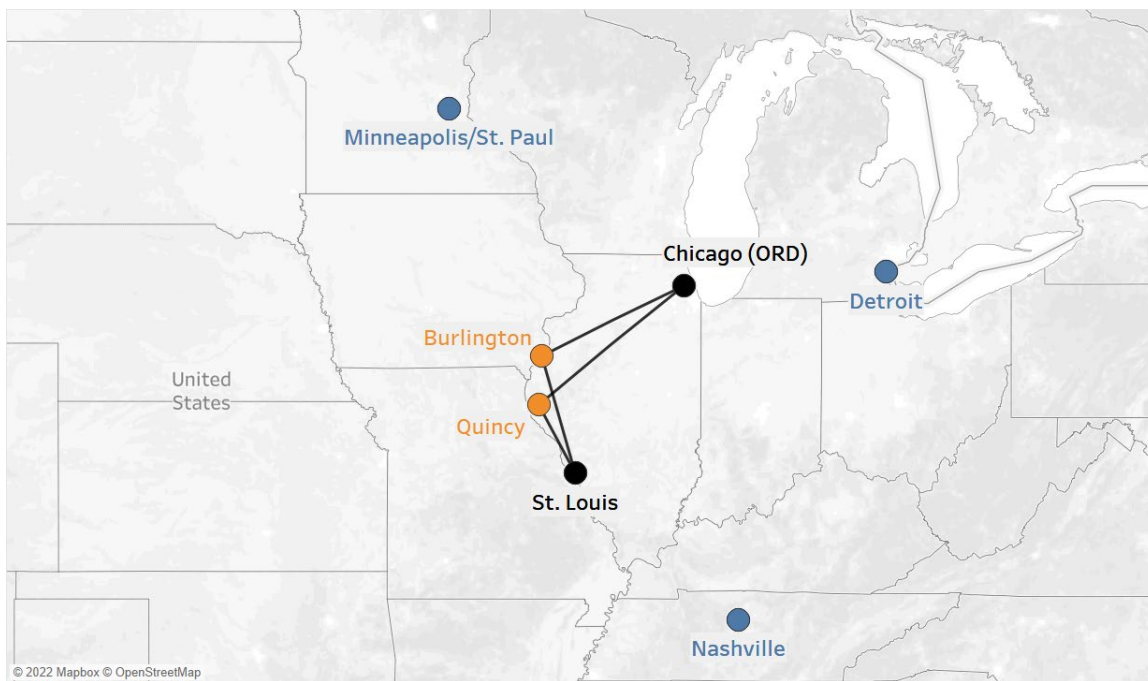 Minneapolis/St. Paul
Chicago (ORD)
Detroit
Burlington
United
States
Quincy
St. Louis
Nashville
© 2022 Mapbox © OpenStreetMap